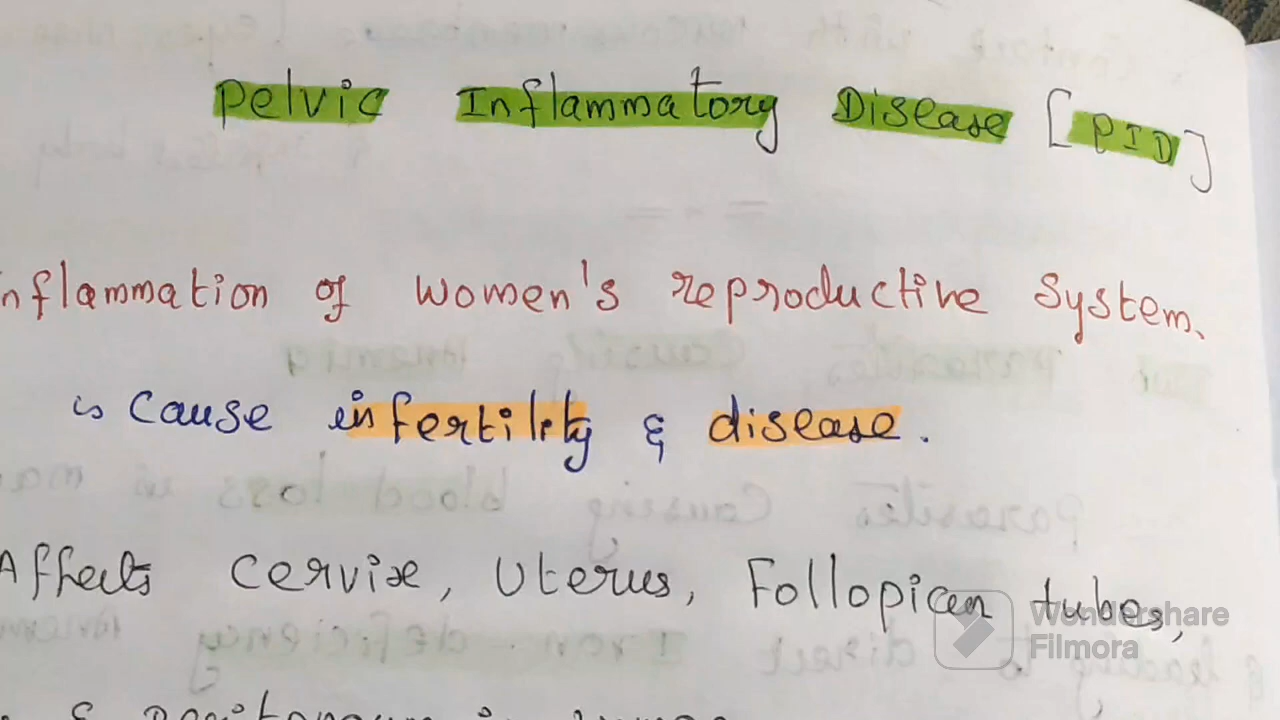 Pelvic Inflammatory Disease [PID]
nflammation of women's reproductive System.
is cause infertility & disease.
Affects cervix, Uterus, Follopian tubes,
&
Wondershare
Filmora